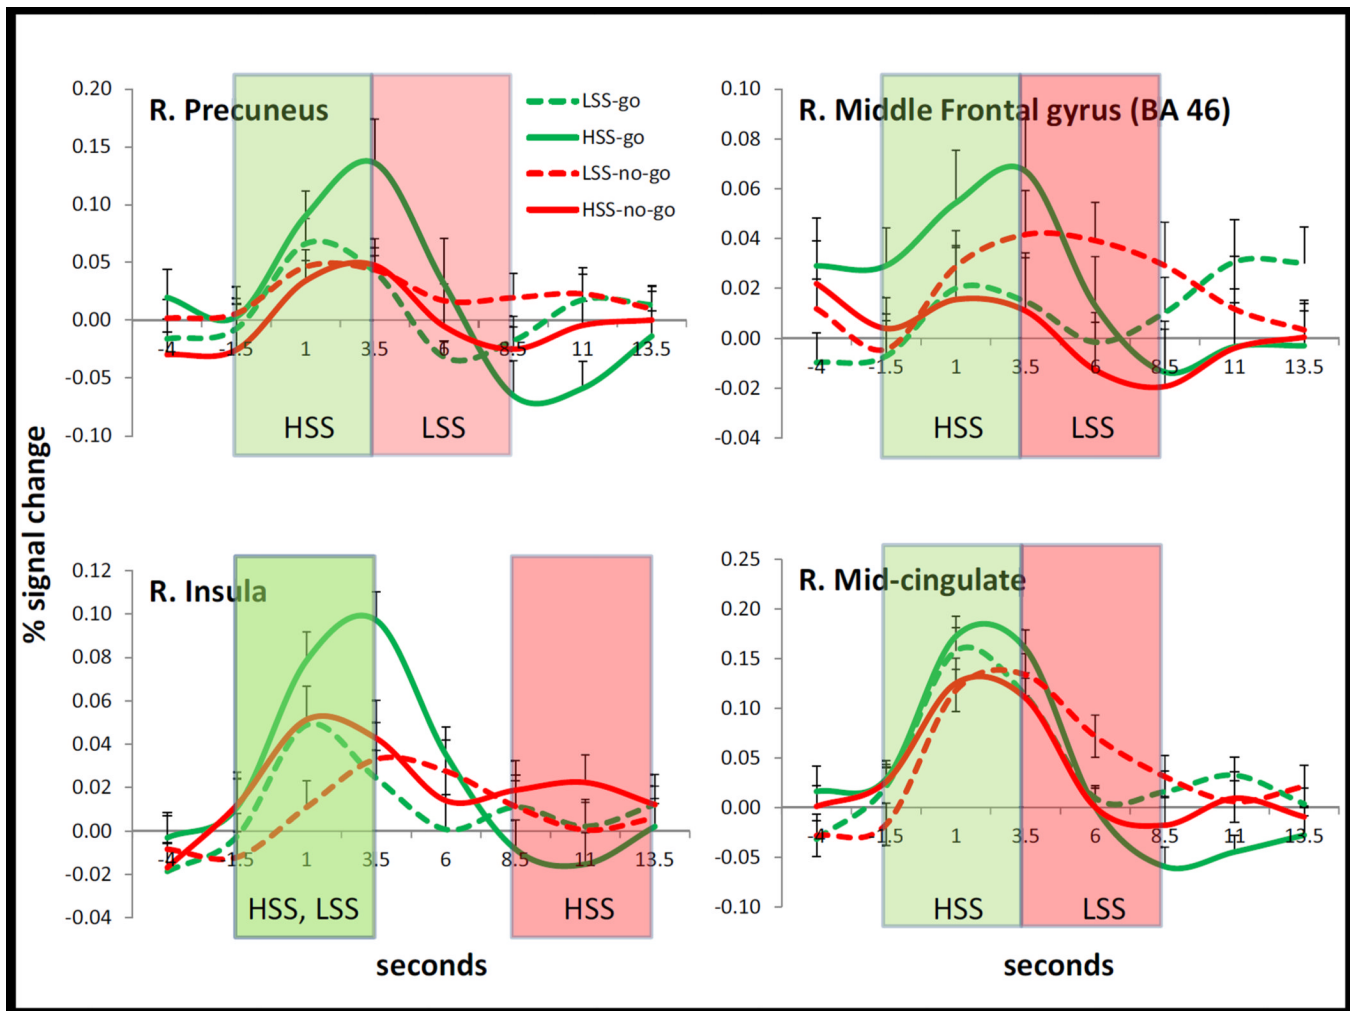 % signal change
R. Precuneus
LSS-go
HSS-go
LSS-no-go
HSS-no-go
0.20
0.15
0.10
0.05
0.00
-0.05
-0.10
-4 -1.5 1 3.5 6 8.5 11 13.5
HSS LSS
R. Middle Frontal gyrus (BA 46)
0.10
0.08
0.06
0.04
0.02
0.00
-0.02
-0.04
-4 -1.5 1 3.5 6 8.5 11 13.5
HSS LSS
R. Insula
0.12
0.10
0.08
0.06
0.04
0.02
0.00
-0.02
-0.04
-4 -1.5 1 3.5 6 8.5 11 13.5
HSS, LSS HSS
seconds
R. Mid-cingulate
0.25
0.20
0.15
0.10
0.05
0.00
-0.05
-0.10
-4 -1.5 1 3.5 6 8.5 11 13.5
HSS LSS
seconds